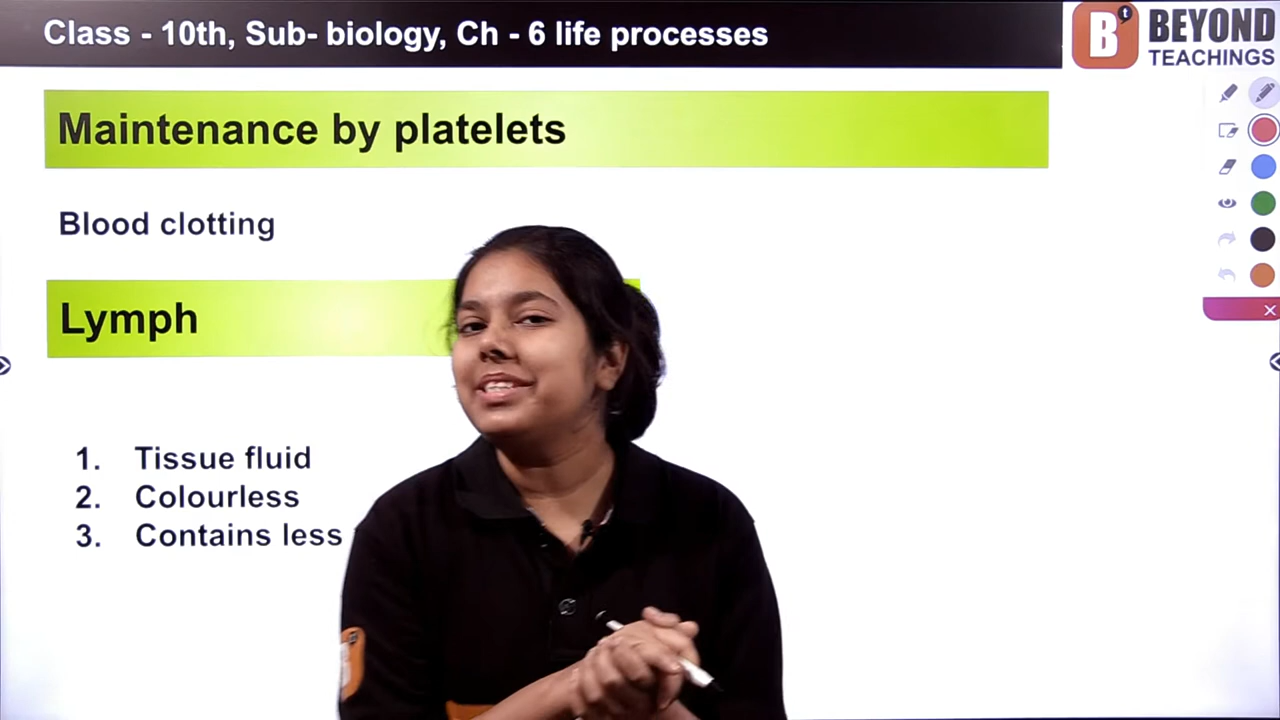 Class - 10th, Sub- biology, Ch - 6 life processes
B t BEYOND
TEACHINGS
Maintenance by platelets
Blood clotting
Lymph
1. Tissue fluid
2. Colourless
3. Contains less